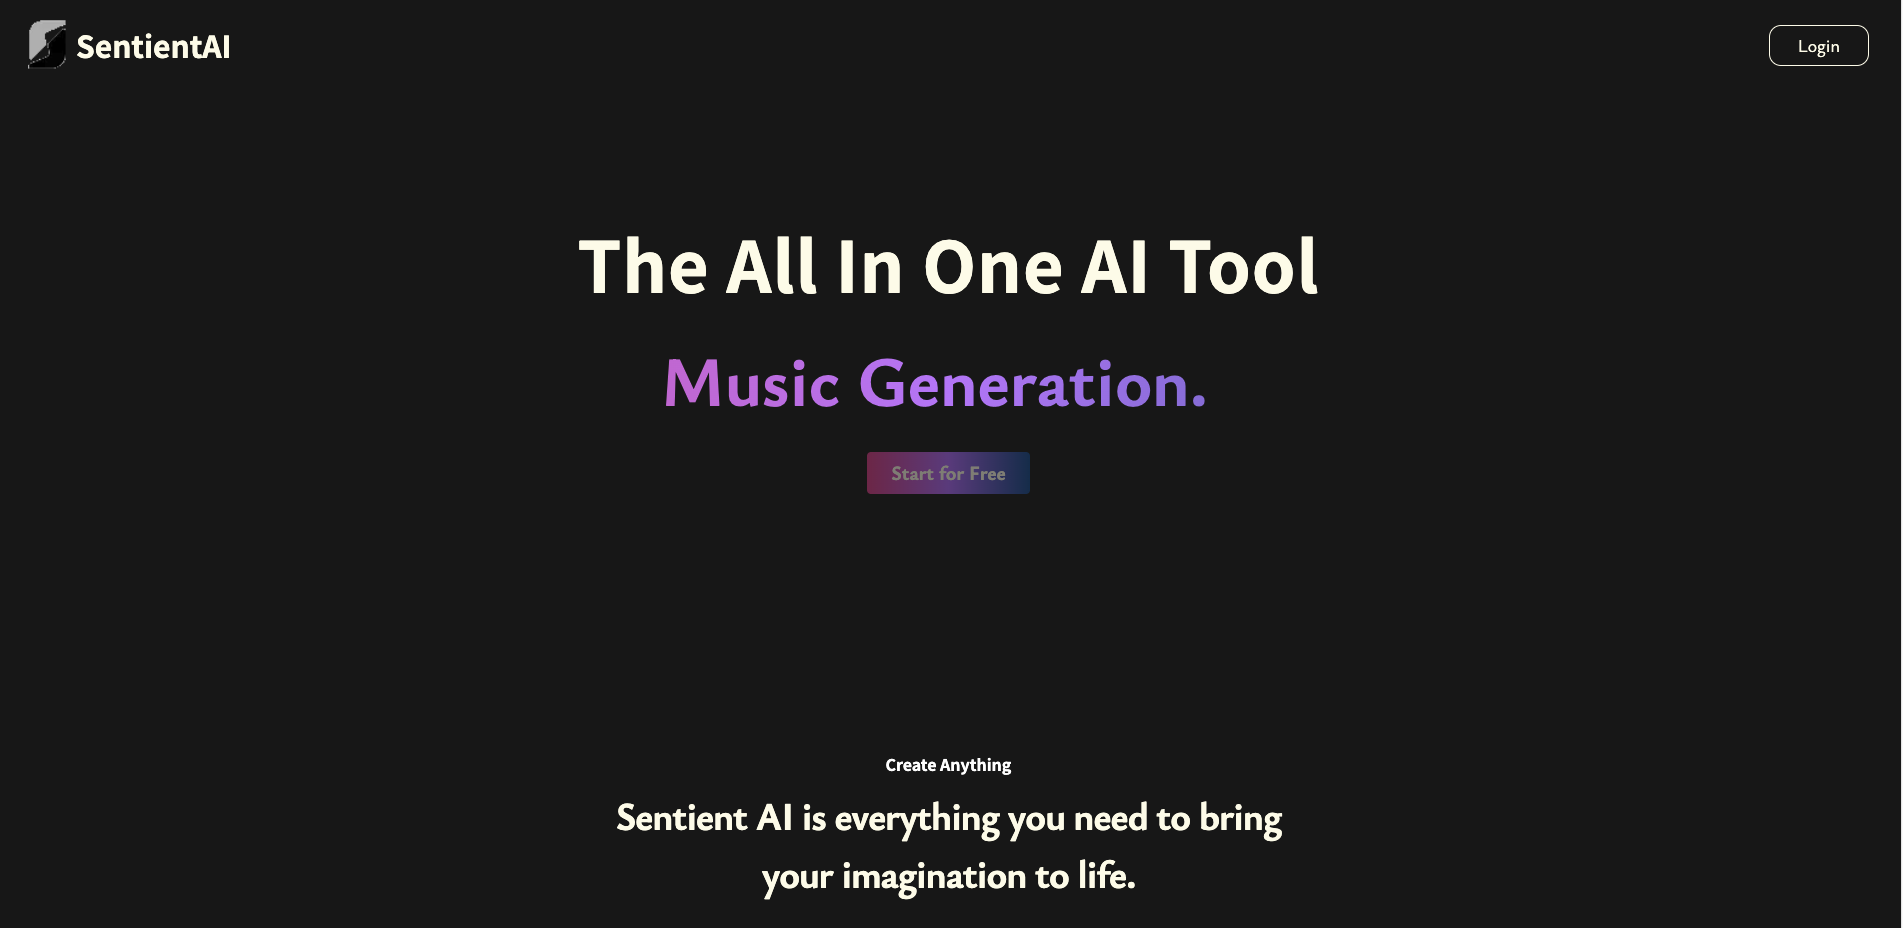 SentientAI
Login
The All In One AI Tool
Music Generation.
Start for Free
Create Anything
Sentient AI is everything you need to bring
your imagination to life.